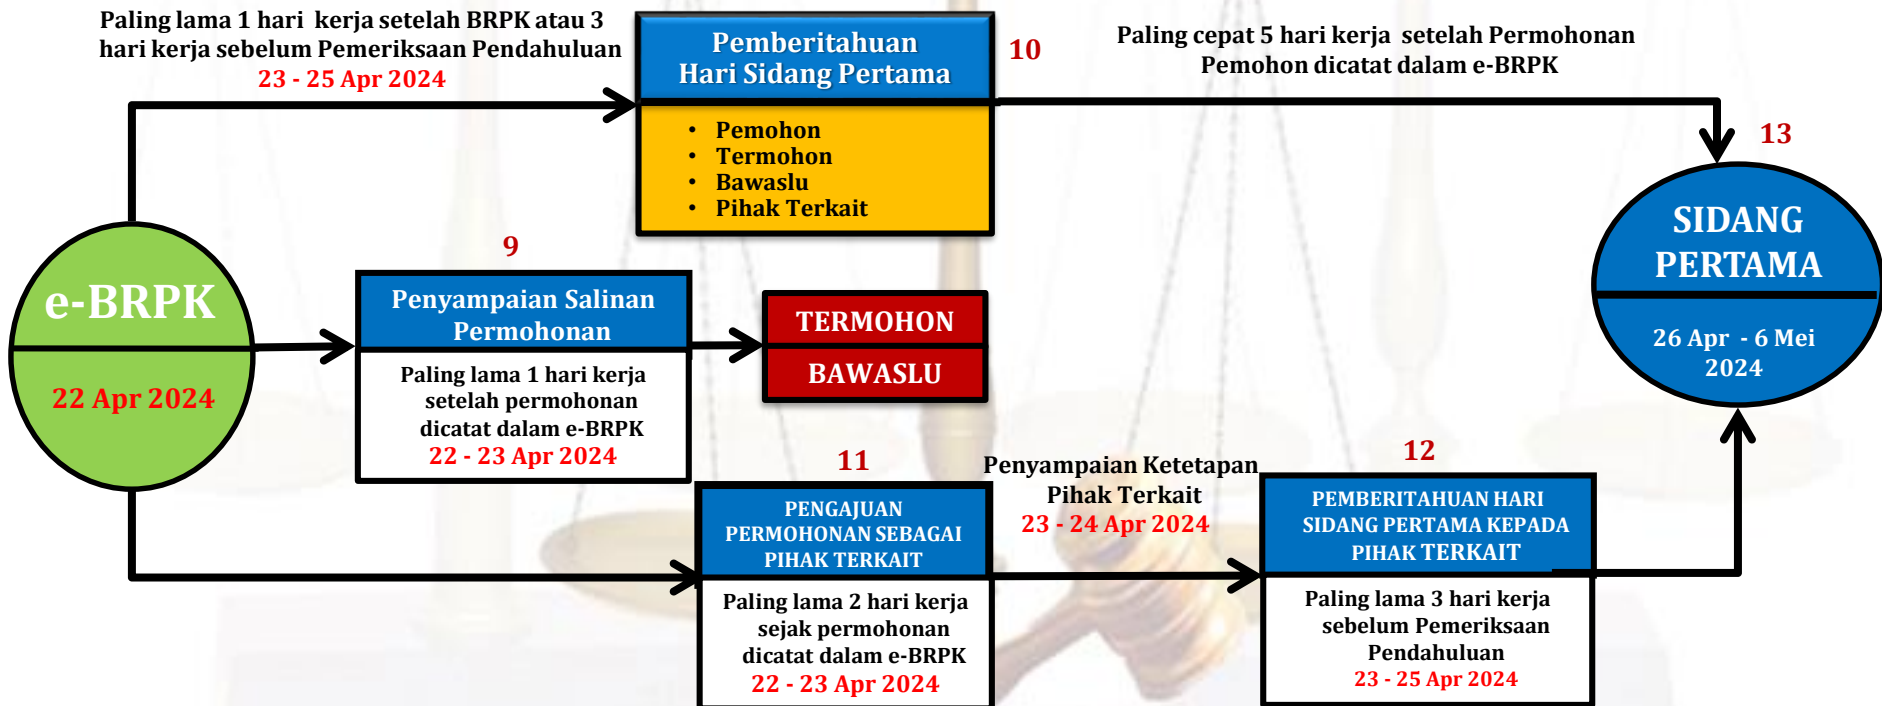 Paling lama 1 hari kerja setelah BRPK atau 3
hari kerja sebelum Pemeriksaan Pendahuluan
23 - 25 Apr 2024
Pemberitahuan
Hari Sidang Pertama
10
• Pemohon
• Termohon
• Bawaslu
• Pihak Terkait
Paling cepat 5 hari kerja setelah Permohonan
Pemohon dicatat dalam e-BRPK
13
SIDANG
PERTAMA
26 Apr - 6 Mei
2024
e-BRPK
22 Apr 2024
9
Penyampaian Salinan
Permohonan
Paling lama 1 hari kerja
setelah permohonan
dicatat dalam e-BRPK
22 - 23 Apr 2024
TERMOHON
BAWASLU
11
PENGAJUAN
PERMOHONAN SEBAGAI
PIHAK TERKAIT
Paling lama 2 hari kerja
sejak permohonan
dicatat dalam e-BRPK
22 - 23 Apr 2024
Penyampaian Ketetapan
Pihak Terkait
23 - 24 Apr 2024
12
PEMBERITAHUAN HARI
SIDANG PERTAMA KEPADA
PIHAK TERKAIT
Paling lama 3 hari kerja
sebelum Pemeriksaan
Pendahuluan
23 - 25 Apr 2024